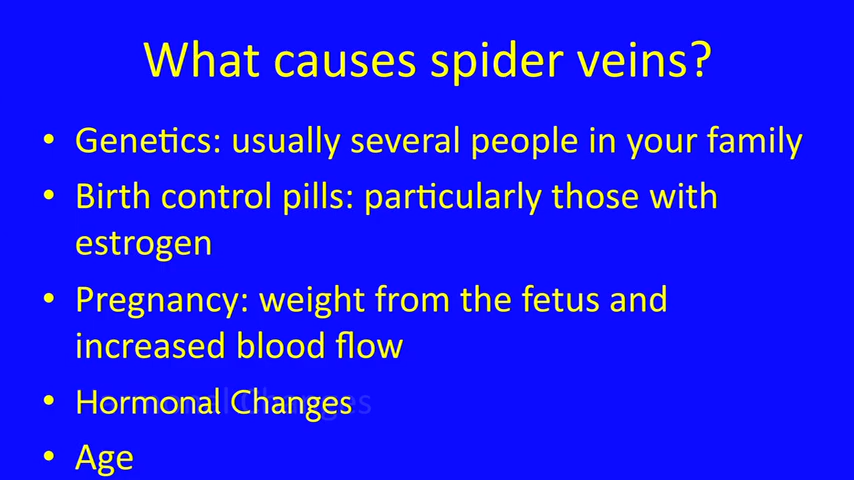 What causes spider veins?
• Genetics: usually several people in your family
• Birth control pills: particularly those with
estrogen
• Pregnancy: weight from the fetus and
increased blood flow
• Hormonal Changes
• Age